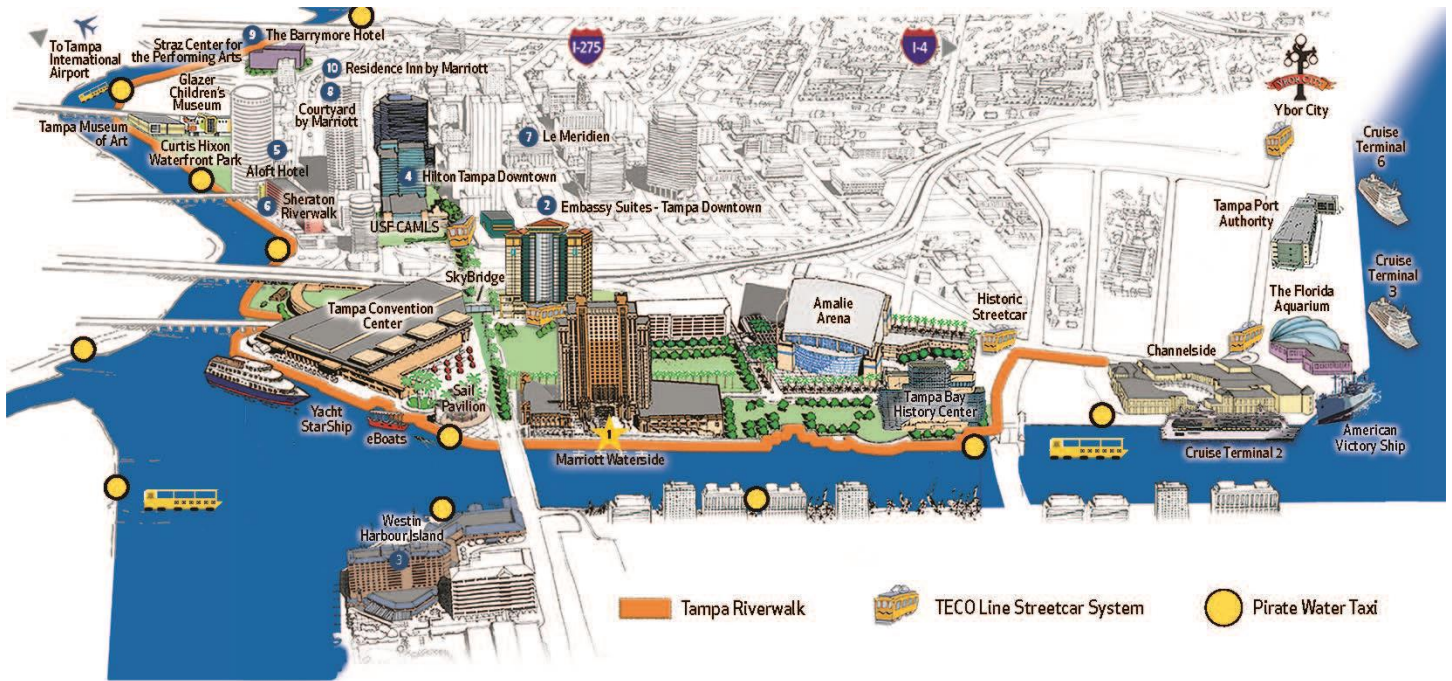 9 The Barrymore Hotel
To Tampa
International
Airport
Straz Center for
the Performing Arts
I-275
I-4
10 Residence Inn by Marriott
Glazer
Children's
Museum
8
Courtyard
by Marriott
YBOR CITY
Ybor City
Tampa Museum
of Art
7 Le Meridien
Cruise
Terminal
6
Curtis Hixon
Waterfront Park
5
Aloft Hotel
4 Hilton Tampa Downtown
6 Sheraton
Riverwalk
2 Embassy Suites - Tampa Downtown
Tampa Port
Authority
USF CAMLS
SkyBridge
Cruise
Terminal
3
Tampa Convention
Center
Amalie
Arena
Historic
Streetcar
The Florida
Aquarium
Channelside
Yacht
StarShip
Sail
Pavilion
eBoats
Tampa Bay
History Center
1
Marriott Waterside
Cruise Terminal 2
American
Victory Ship
Westin
Harbour Island
3
Tampa Riverwalk
TECO Line Streetcar System
Pirate Water Taxi